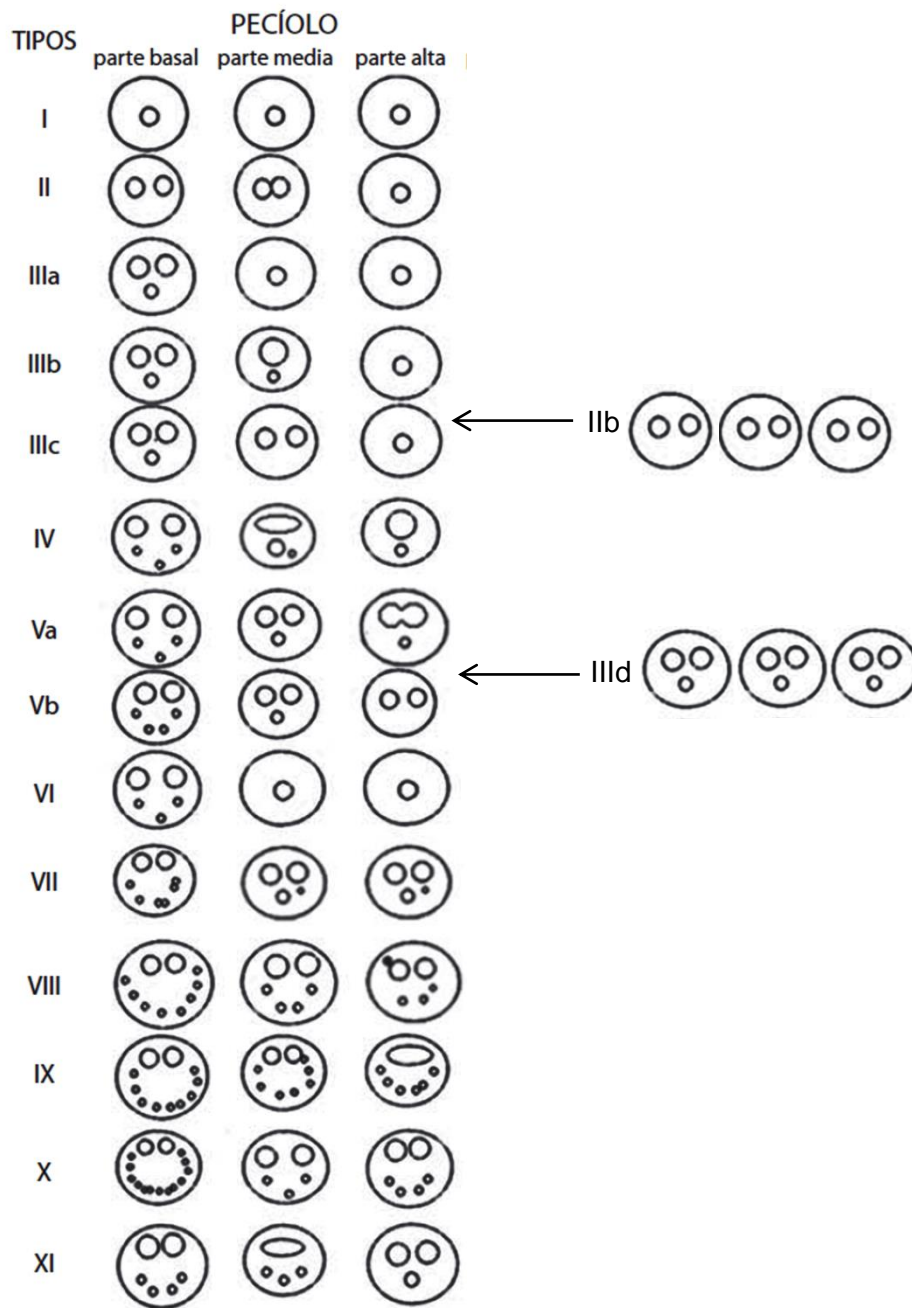 PECÍOLO
TIPOS
parte basal parte media parte alta
I
II
IIIa
IIIb
IIIc
IIb
IV
Va
IIId
Vb
VI
VII
VIII
IX
X
XI